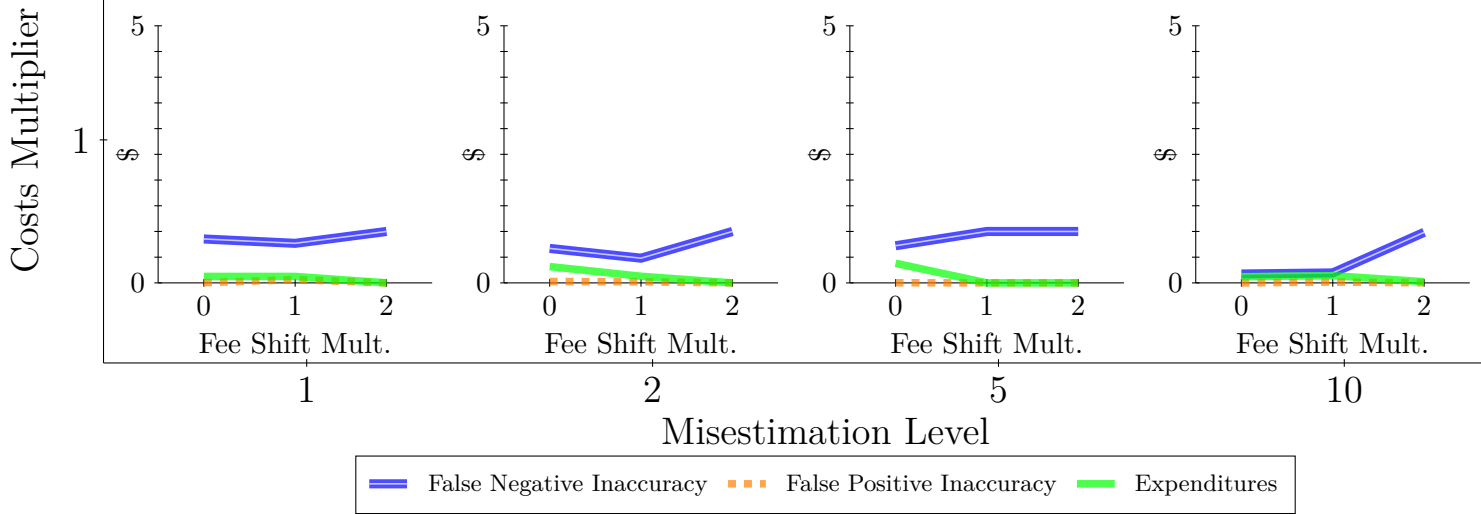 Costs Multiplier
1
5
$
0
0 1 2
Fee Shift Mult.
5
$
0
0 1 2
Fee Shift Mult.
5
$
0
0 1 2
Fee Shift Mult.
5
$
0
0 1 2
Fee Shift Mult.
1 2 5 10
Misestimation Level
False Negative Inaccuracy False Positive Inaccuracy Expenditures